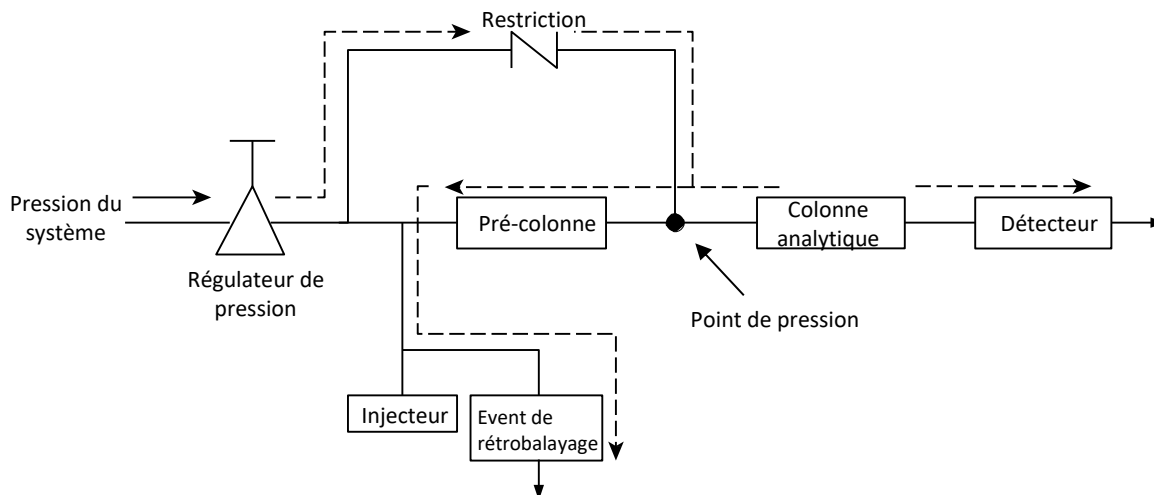 Restriction
Pression du
système
Régulateur de
pression
Pré-colonne
Colonne
analytique
Détecteur
Point de pression
Injecteur
Event de
rétrobalayage